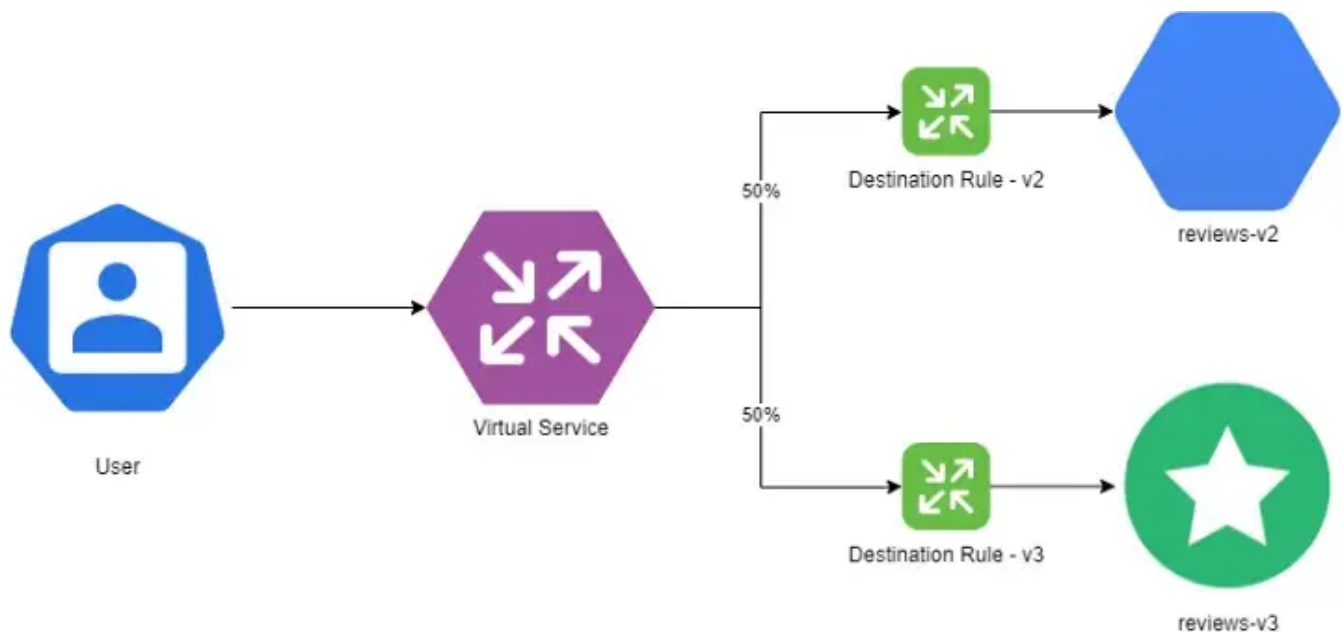 50%
Destination Rule - v2
reviews-v2
User
Virtual Service
50%
Destination Rule - v3
reviews-v3